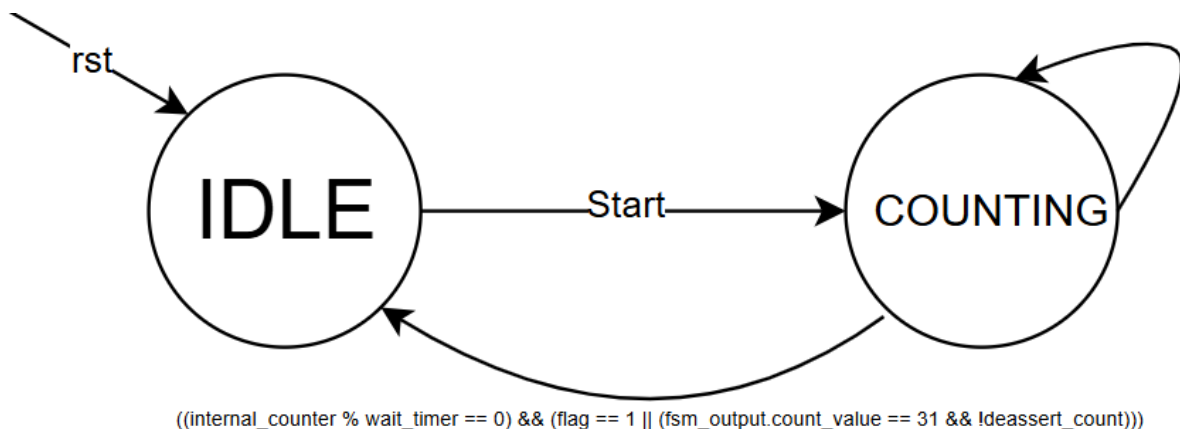 rst
IDLE
Start
COUNTING
((internal_counter % wait_timer == 0) && (flag == 1 || (fsm_output.count_value == 31 && !deassert_count)))